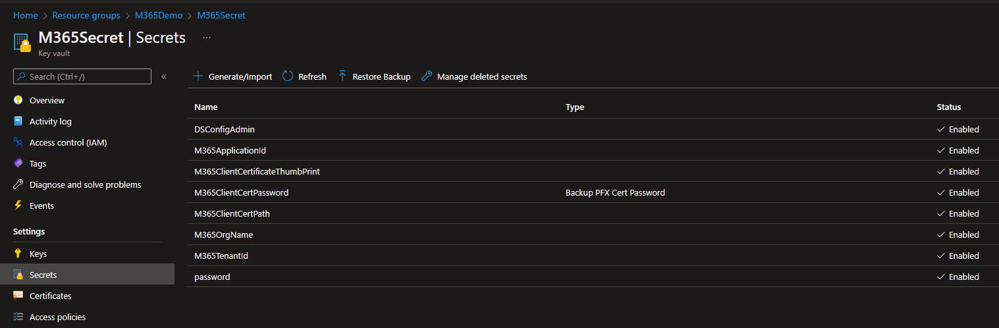 Home > Resource groups > M365Demo > M365Secret
M365Secret | Secrets ...
Key vault
Search (Ctrl+/) «
Overview
Activity log
Access control (IAM)
Tags
Diagnose and solve problems
Events
Settings
Keys
Secrets
Certificates
Access policies
Generate/Import Refresh Restore Backup Manage deleted secrets
Name Type Status
DSConfigAdmin Enabled
M365ApplicationId Enabled
M365ClientCertificateThumbPrint Enabled
M365ClientCertPassword Backup PFX Cert Password Enabled
M365ClientCertPath Enabled
M365OrgName Enabled
M365TenantId Enabled
password Enabled